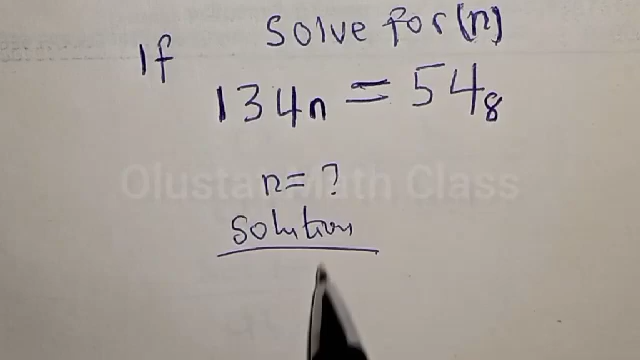 Solve for (n)
If
134n = 54₈
n = ?
Solution
Olustar Math Class